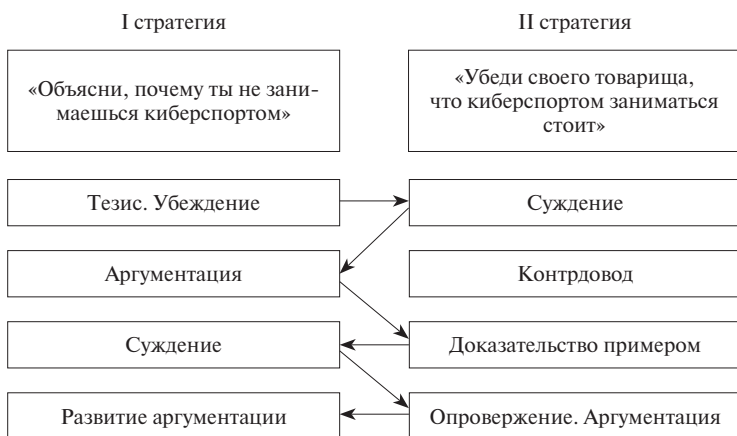 I стратегия
II стратегия
«Объясни, почему ты не зани-
маешься киберспортом»
«Убеди своего товарища,
что киберспортом заниматься
стоит»
Тезис. Убеждение
Суждение
Аргументация
Контрдовод
Суждение
Доказательство примером
Развитие аргументации
Опровержение. Аргументация